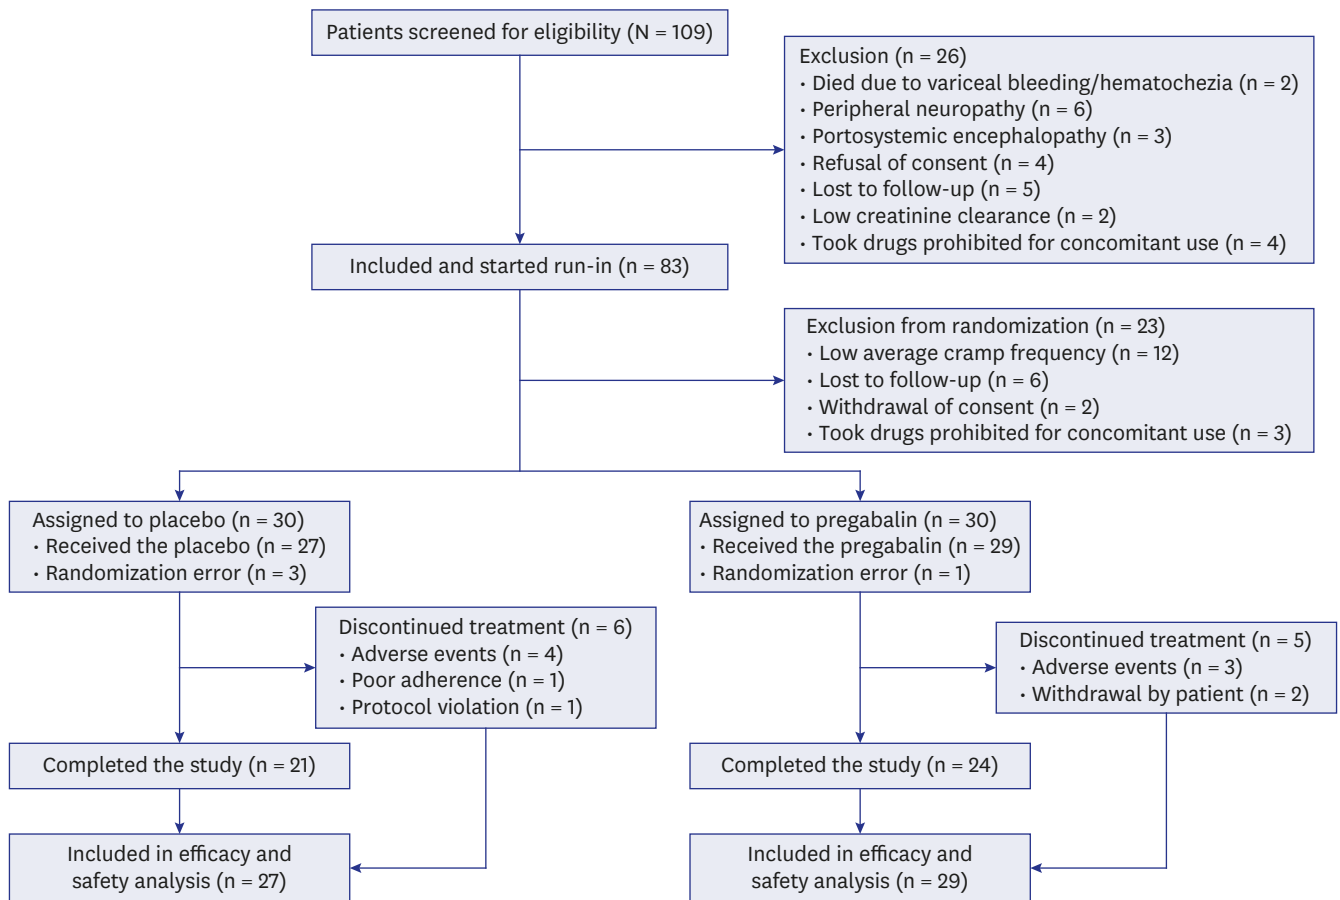 Patients screened for eligibility (N = 109)
Exclusion (n = 26)
· Died due to variceal bleeding/hematochezia (n = 2)
· Peripheral neuropathy (n = 6)
· Portosystemic encephalopathy (n = 3)
· Refusal of consent (n = 4)
· Lost to follow-up (n = 5)
· Low creatinine clearance (n = 2)
· Took drugs prohibited for concomitant use (n = 4)
Included and started run-in (n = 83)
Exclusion from randomization (n = 23)
· Low average cramp frequency (n = 12)
· Lost to follow-up (n = 6)
· Withdrawal of consent (n = 2)
· Took drugs prohibited for concomitant use (n = 3)
Assigned to placebo (n = 30)
· Received the placebo (n = 27)
· Randomization error (n = 3)
Assigned to pregabalin (n = 30)
· Received the pregabalin (n = 29)
· Randomization error (n = 1)
Discontinued treatment (n = 6)
· Adverse events (n = 4)
· Poor adherence (n = 1)
· Protocol violation (n = 1)
Discontinued treatment (n = 5)
· Adverse events (n = 3)
· Withdrawal by patient (n = 2)
Completed the study (n = 21)
Completed the study (n = 24)
Included in efficacy and
safety analysis (n = 27)
Included in efficacy and
safety analysis (n = 29)